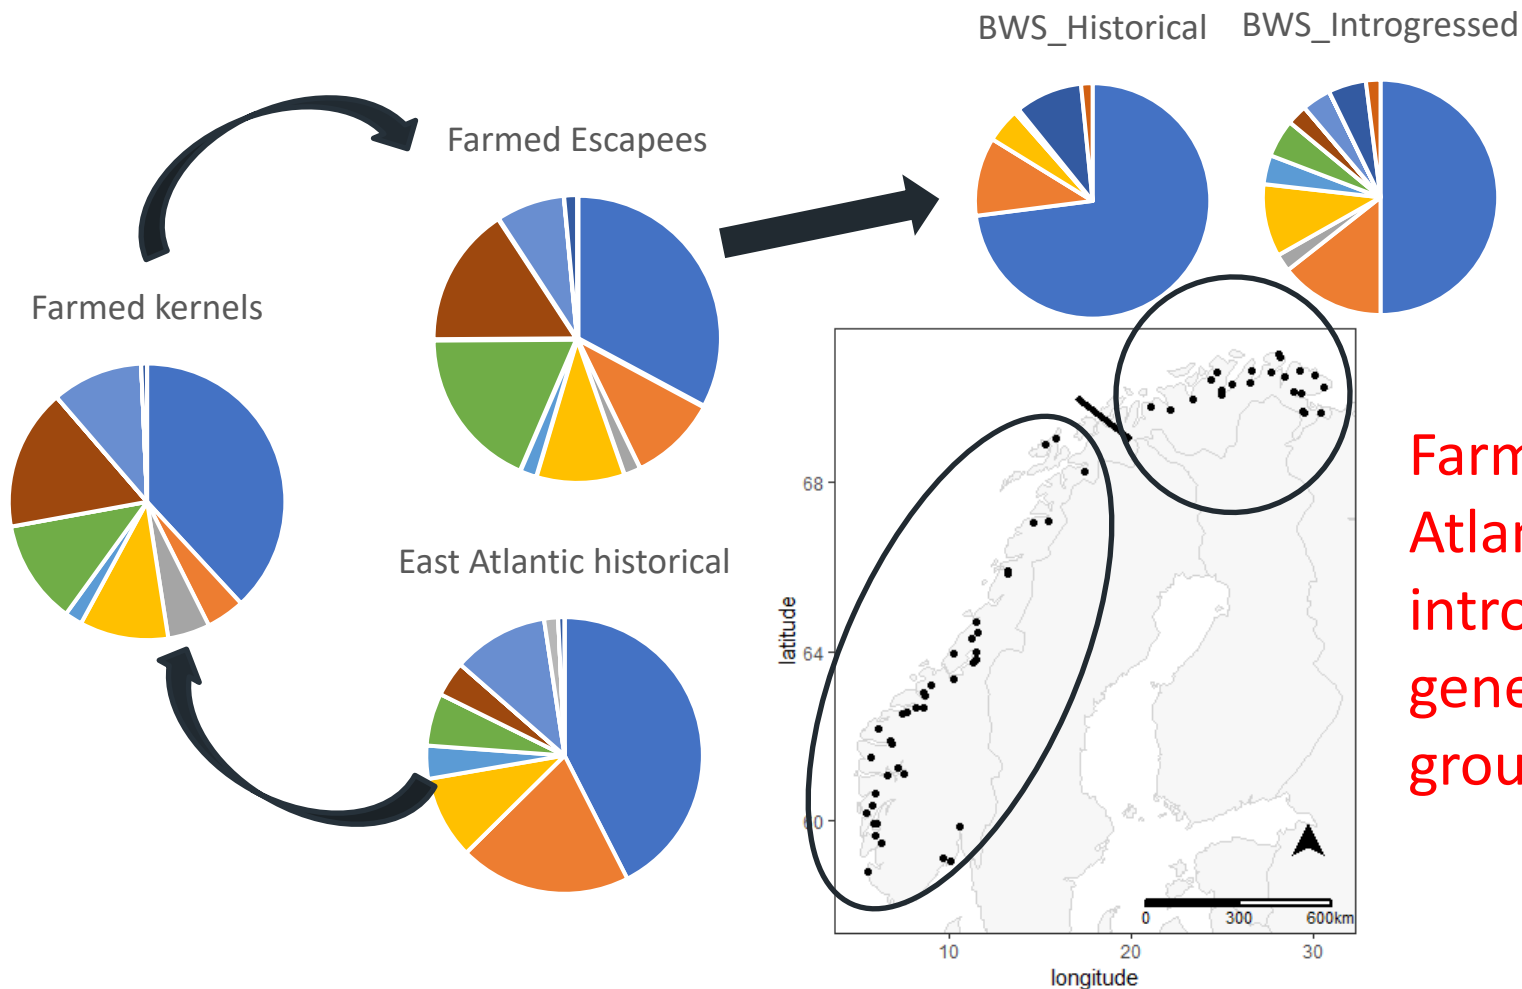 BWS_Historical
BWS_Introgressed
Farmed Escapees
Farmed kernels
East Atlantic historical
68
64
60
latitude
0 300 600km
10 20 30
longitude